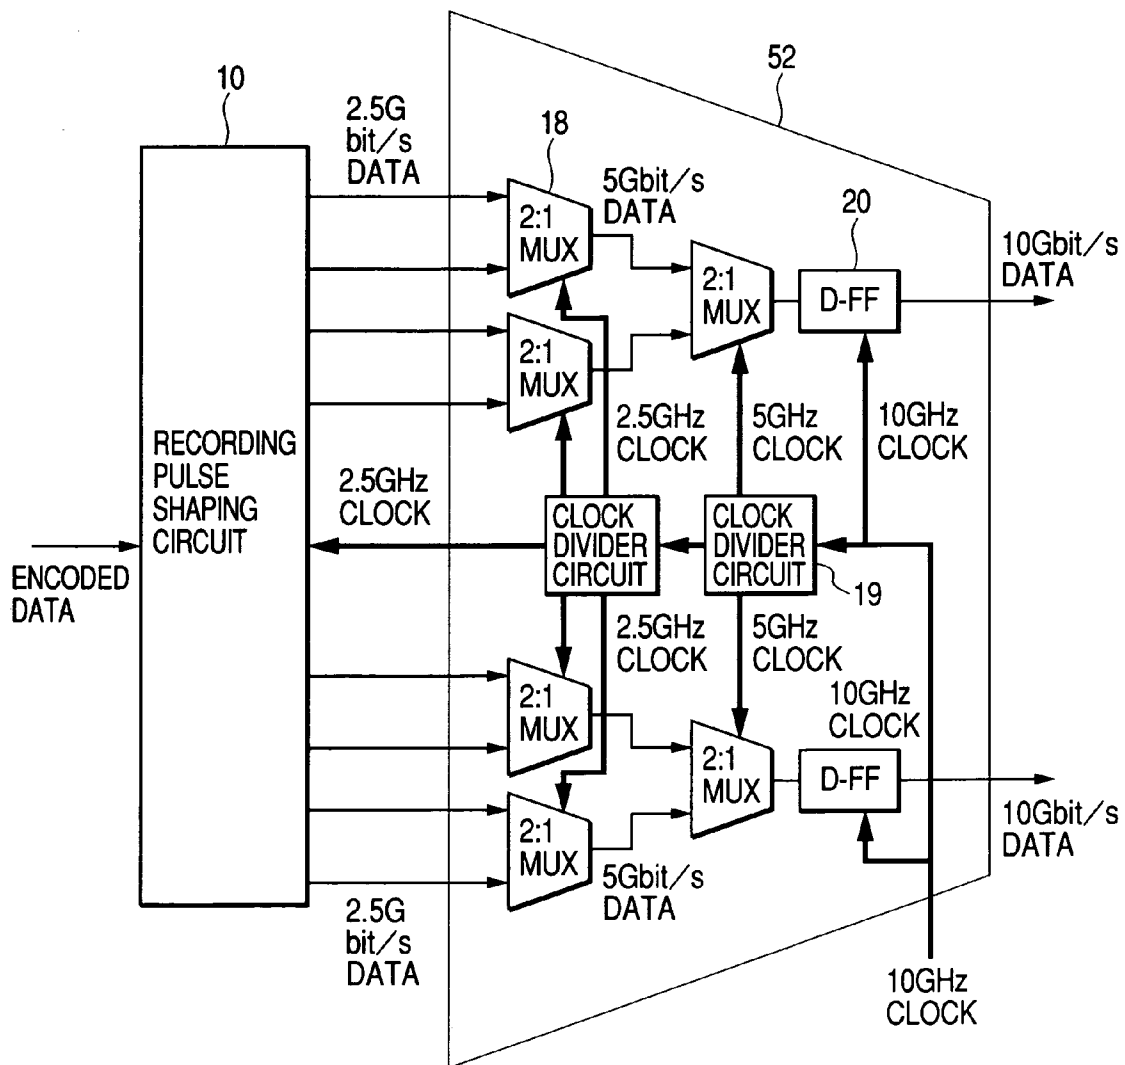 10
52
2.5G
bit/s
DATA
18
5Gbit/s
DATA
2:1
MUX
20
10Gbit/s
DATA
2:1
MUX
D-FF
2:1
MUX
2.5GHz
CLOCK
5GHz
CLOCK
10GHz
CLOCK
RECORDING
PULSE
SHAPING
CIRCUIT
2.5GHz
CLOCK
CLOCK
DIVIDER
CIRCUIT
CLOCK
DIVIDER
CIRCUIT
19
ENCODED
DATA
2.5GHz
CLOCK
5GHz
CLOCK
10GHz
CLOCK
2:1
MUX
2:1
MUX
D-FF
2:1
MUX
10Gbit/s
DATA
5Gbit/s
DATA
2.5G
bit/s
DATA
10GHz
CLOCK